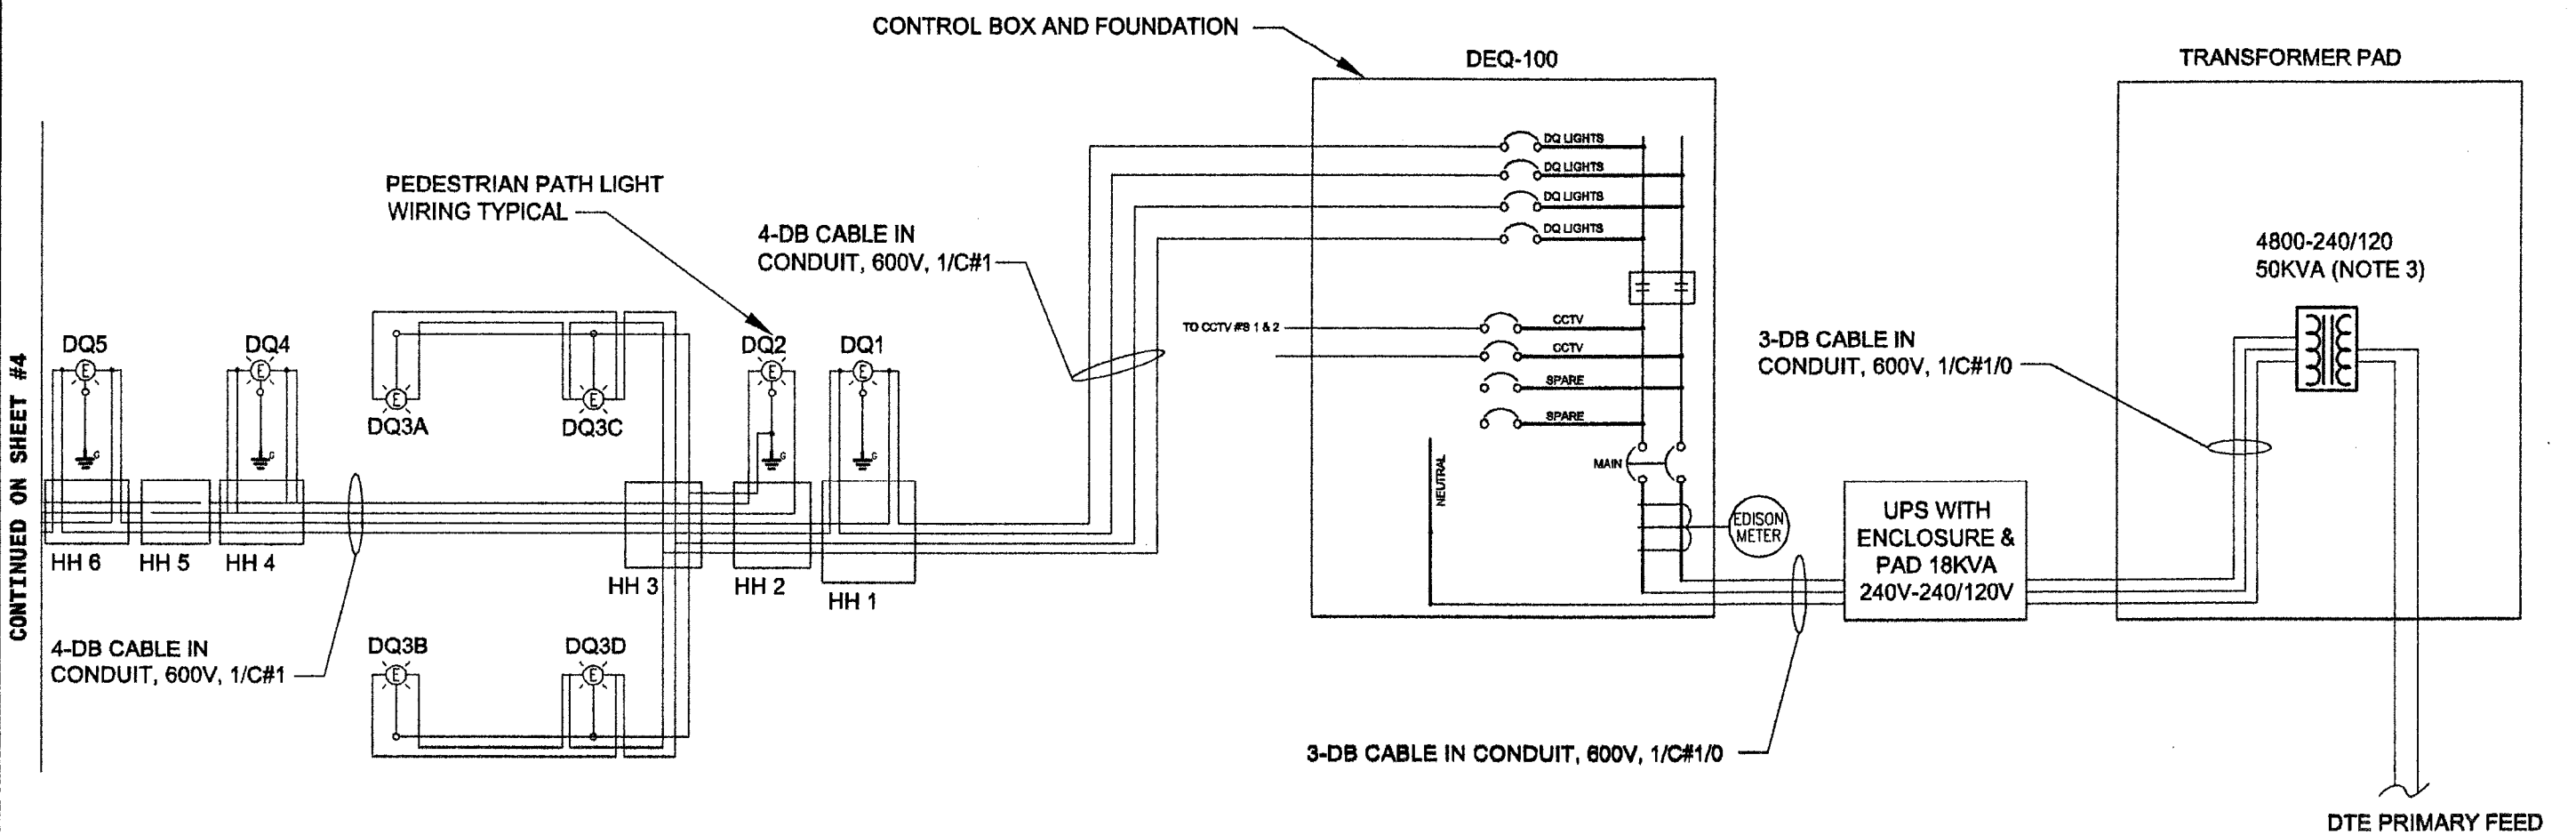 CONTROL BOX AND FOUNDATION
DEQ-100
TRANSFORMER PAD
DQ LIGHTS
DQ LIGHTS
DQ LIGHTS
DQ LIGHTS
PEDESTRIAN PATH LIGHT
WIRING TYPICAL
4-DB CABLE IN
CONDUIT, 600V, 1/C#1
4800-240/120
50KVA (NOTE 3)
TO CCTV #'S 1 & 2
CCTV
CCTV
SPARE
SPARE
3-DB CABLE IN
CONDUIT, 600V, 1/C#1/0
DQ5
E
G
DQ4
E
G
E
DQ3A
E
DQ3C
DQ2
E
G
DQ1
E
G
CONTINUED ON SHEET #4
MAIN
NEUTRAL
EDISON
METER
UPS WITH
ENCLOSURE &
PAD 18KVA
240V-240/120V
HH 6
HH 5
HH 4
HH 3
HH 2
HH 1
DQ3B
E
DQ3D
E
4-DB CABLE IN
CONDUIT, 600V, 1/C#1
3-DB CABLE IN CONDUIT, 600V, 1/C#1/0
DTE PRIMARY FEED